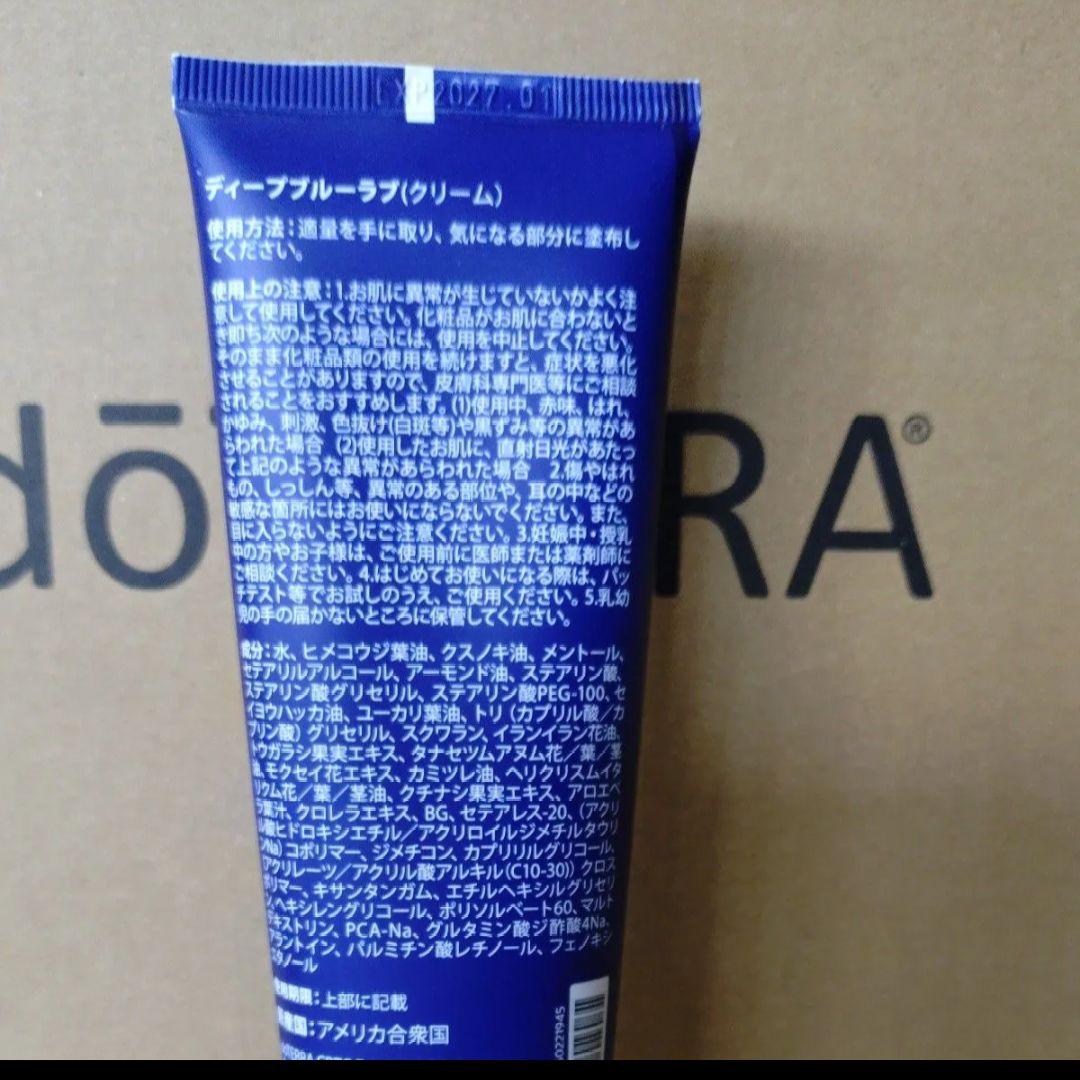 EXP 2027.01
ディープブルーラブ(クリーム)
使用方法：適量を手に取り、気になる部分に塗布し
てください。
使用上の注意：1.お肌に異常が生じていないかよく注
意して使用してください。化粧品がお肌に合わないと
き即ち次のような場合には、使用を中止してください。
そのまま化粧品類の使用を続けますと、症状を悪化
させることがありますので、皮膚科専門医等にご相談
されることをおすすめします。(1)使用中、赤味、はれ、
かゆみ、刺激、色抜け(白斑等)や黒ずみ等の異常があ
らわれた場合 (2)使用したお肌に、直射日光があたっ
て上記のような異常があらわれた場合 2.傷やはれ
もの、しっしん等、異常のある部位や、耳の中などの
敏感な箇所にはお使いにならないでください。また、
目に入らないようにご注意ください。3.妊娠中・授乳
中の方やお子様は、ご使用前に医師または薬剤師に
ご相談ください。4.はじめてお使いになる際は、パッ
チテスト等でお試しのうえ、ご使用ください。5.乳幼
児の手の届かないところに保管してください。
成分：水、ヒメコウジ葉油、クスノキ油、メントール、
セテアリルアルコール、アーモンド油、ステアリン酸、
ステアリン酸グリセリル、ステアリン酸PEG-100、セ
イヨウハッカ油、ユーカリ葉油、トリ（カプリル酸／カ
プリン酸）グリセリル、スクワラン、イランイラン花油、
トウガラシ果実エキス、タナセツムアヌム花／葉／茎
油、モクセイ花エキス、カミツレ油、ヘリクリスムイタ
リクム花／葉／茎油、クチナシ果実エキス、アロエベ
ラ葉汁、クロレラエキス、BG、セテアレス-20、（アクリ
ル酸ヒドロキシエチル／アクリロイルジメチルタウリ
ンNa）コポリマー、ジメチコン、カプリリルグリコール、
（アクリレーツ／アクリル酸アルキル(C10-30)）クロス
ポリマー、キサンタンガム、エチルヘキシルグリセリ
ン、ヘキシレングリコール、ポリソルベート60、マルト
デキストリン、PCA-Na、グルタミン酸ジ酢酸4Na、
アラントイン、パルミチン酸レチノール、フェノキシ
エタノール
使用期限：上部に記載
原産国：アメリカ合衆国
60221945
dō
RA®